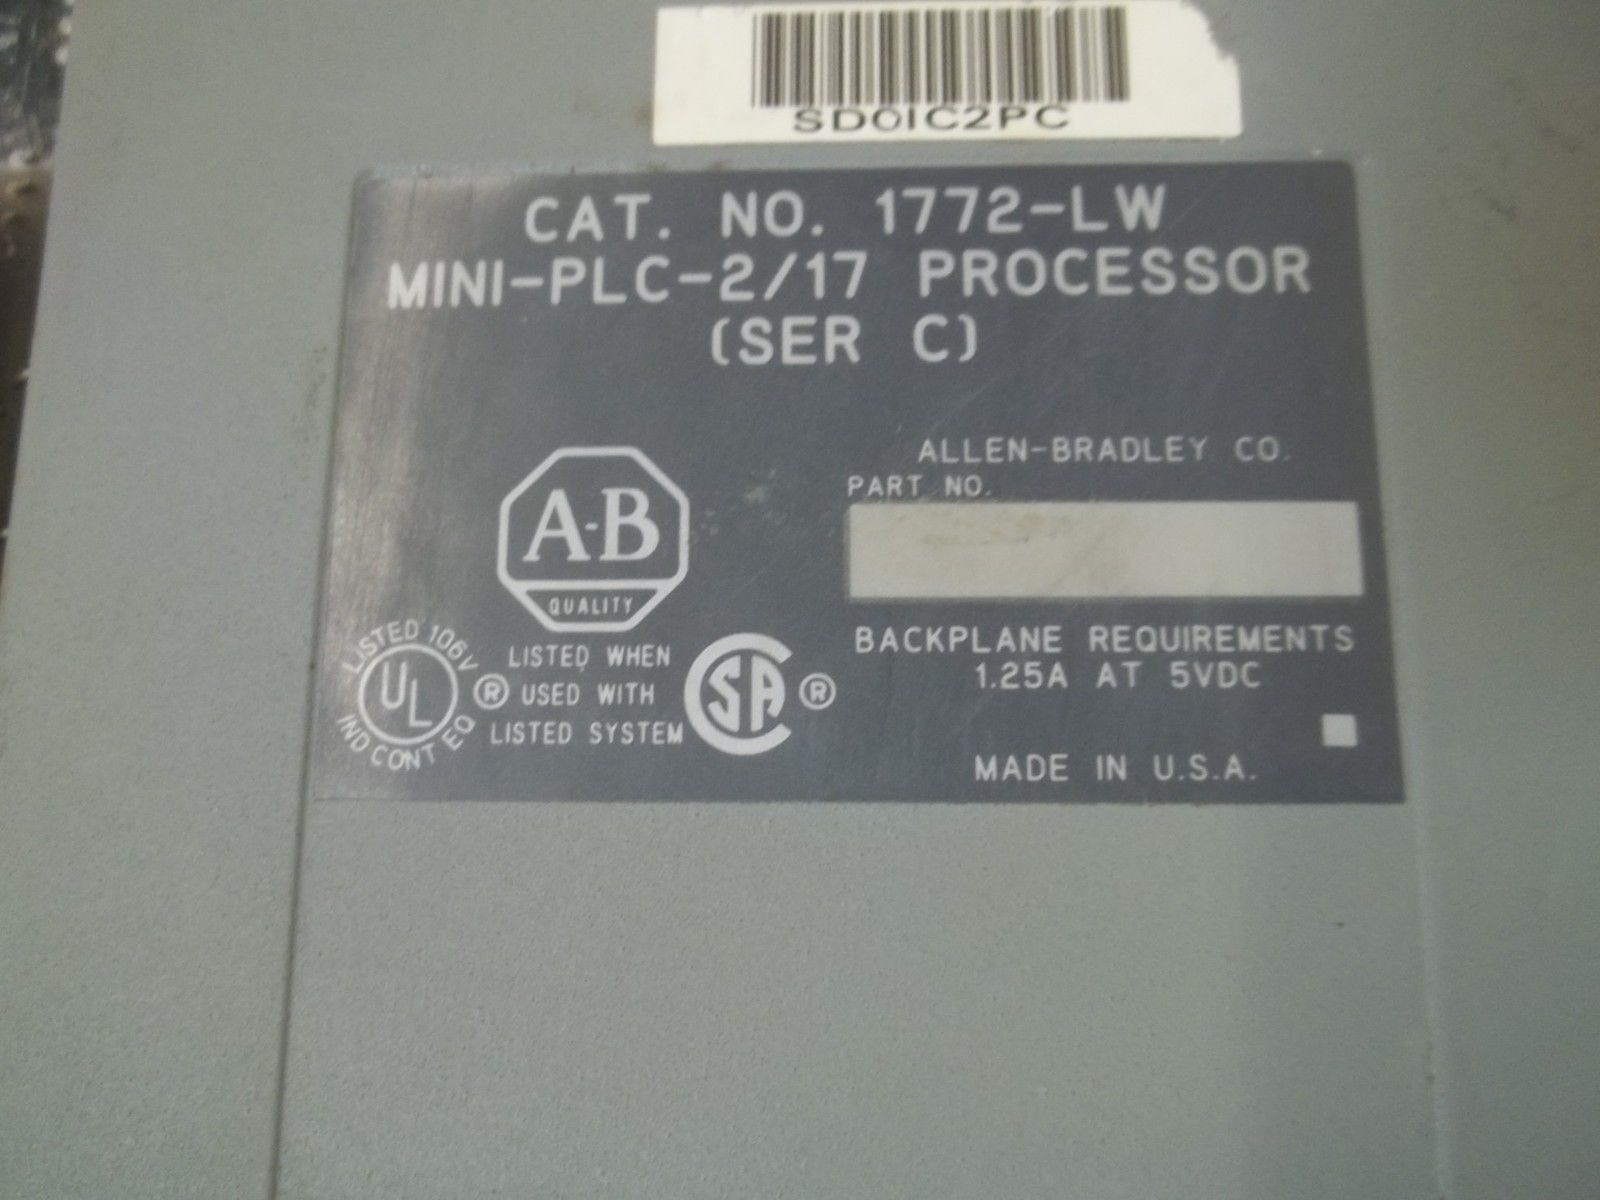 SD01C2PC
CAT. NO. 1772-LW
MINI-PLC-2/17 PROCESSOR
(SER C)
ALLEN-BRADLEY CO.
PART NO.
A-B
QUALITY
BACKPLANE REQUIREMENTS
1.25A AT 5VDC
LISTED 106V
UL ®
IND CONT EQ
LISTED WHEN
USED WITH
LISTED SYSTEM
SA ®
MADE IN U.S.A.